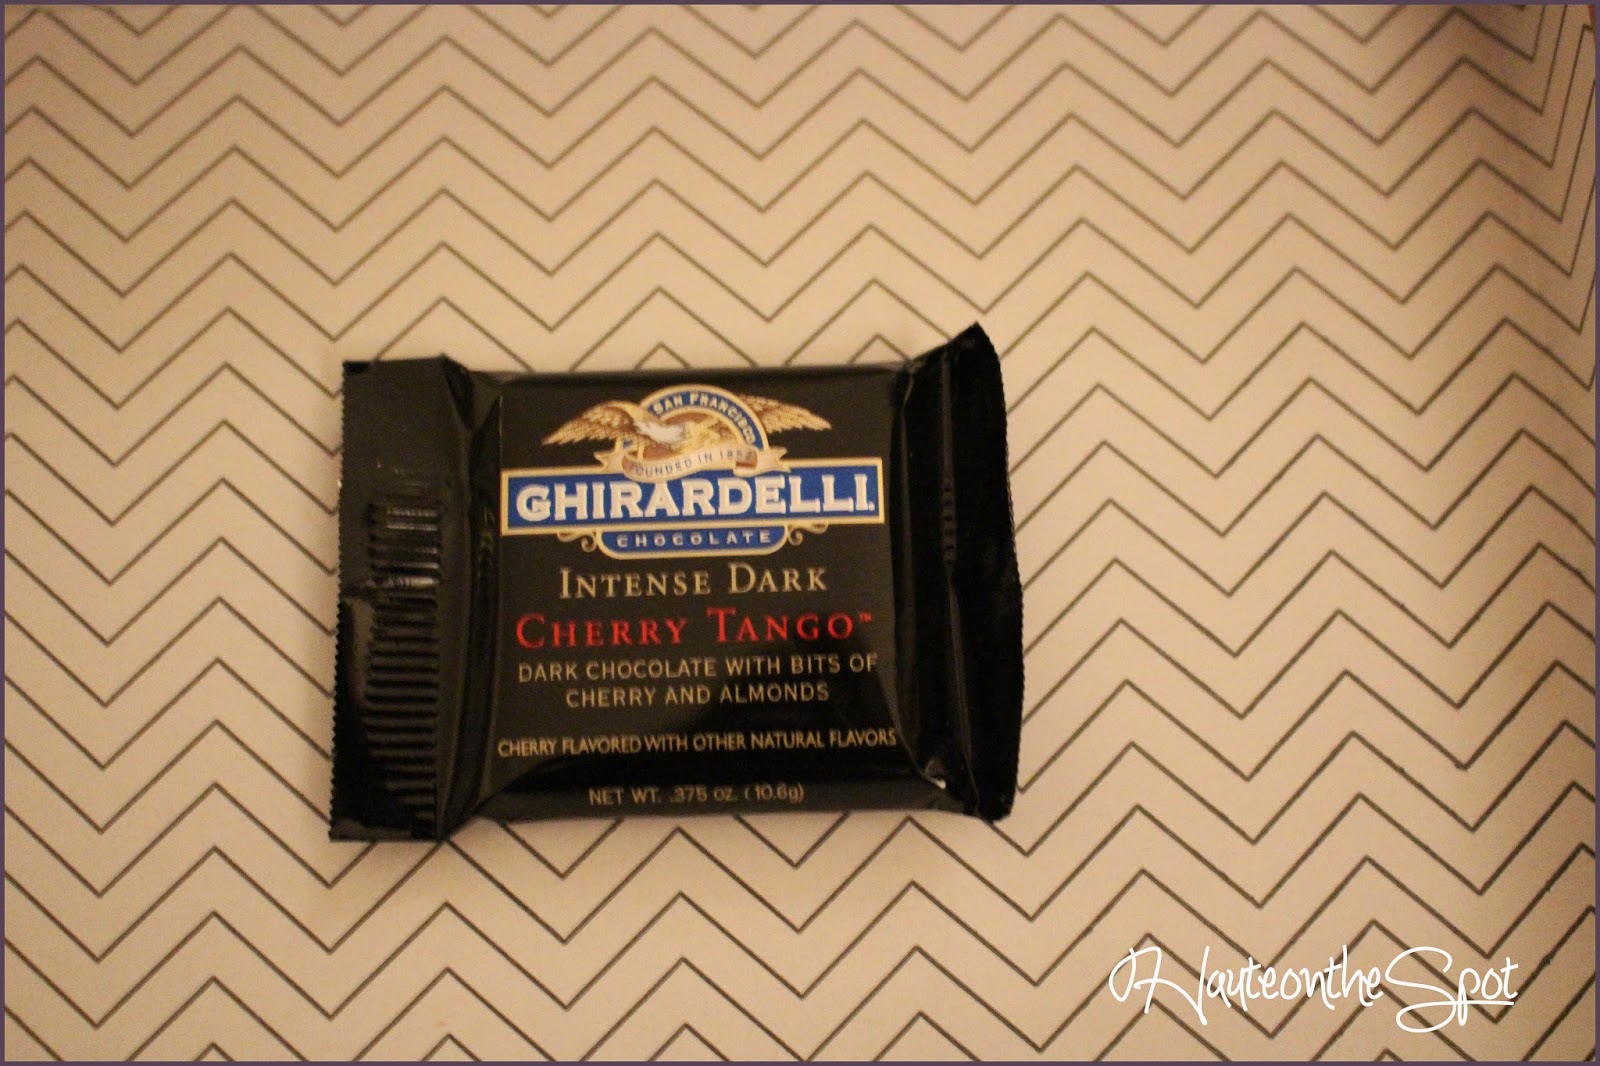 SAN FRANCISCO
FOUNDED IN 1852
GHIRARDELLI
CHOCOLATE
INTENSE DARK
CHERRY TANGO™
DARK CHOCOLATE WITH BITS OF
CHERRY AND ALMONDS
CHERRY FLAVORED WITH OTHER NATURAL FLAVORS
NET WT. .375 oz. (10.6g)
HauteontheSpot